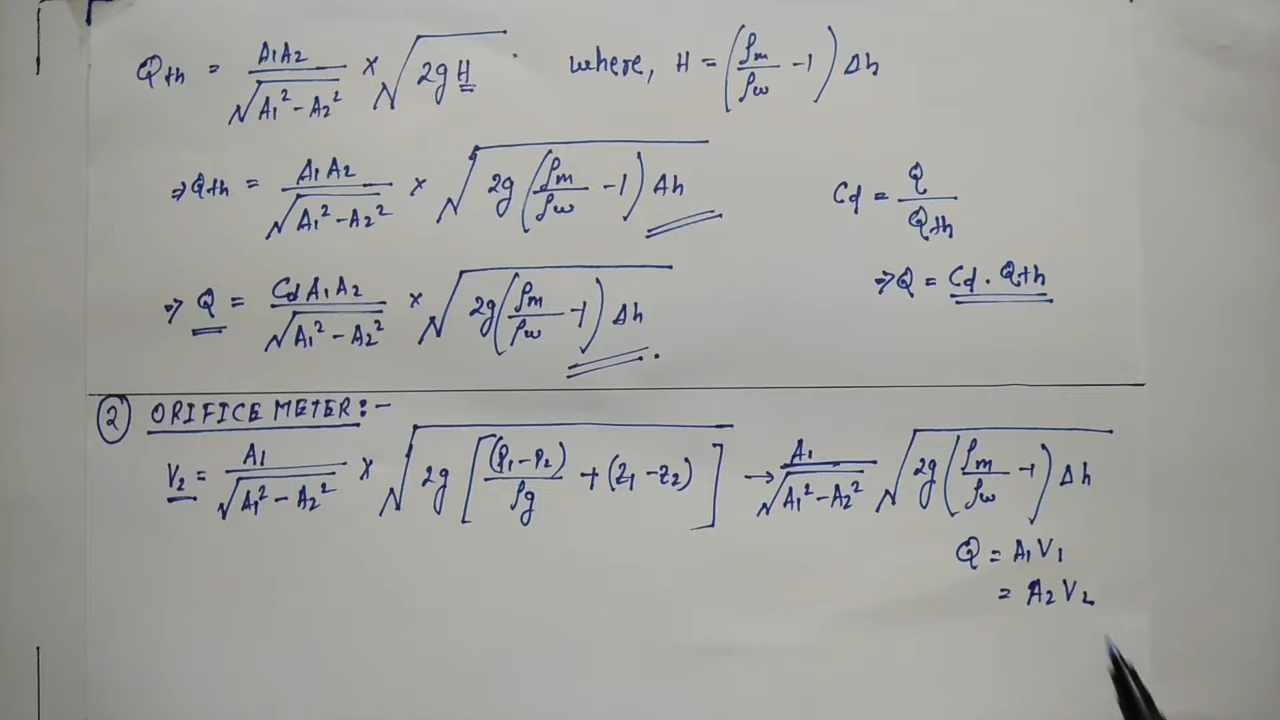 Qth = A1A2 / √(A1² - A2²) × √(2gH) . where, H = (ρm/ρw - 1) Δh
⇒ Qth = A1A2 / √(A1² - A2²) × √(2g(ρm/ρw - 1) Δh)
Cd = Q / Qth
⇒ Q = Cd . Qth
⇒ Q = CdA1A2 / √(A1² - A2²) × √(2g(ρm/ρw - 1) Δh) .
② ORIFICE METER :-
V2 = A1 / √(A1² - A2²) × √(2g[(P1-P2)/ρg + (Z1-Z2)]) → A1 / √(A1² - A2²) √(2g(ρm/ρw - 1) Δh)
Q = A1V1
= A2V2